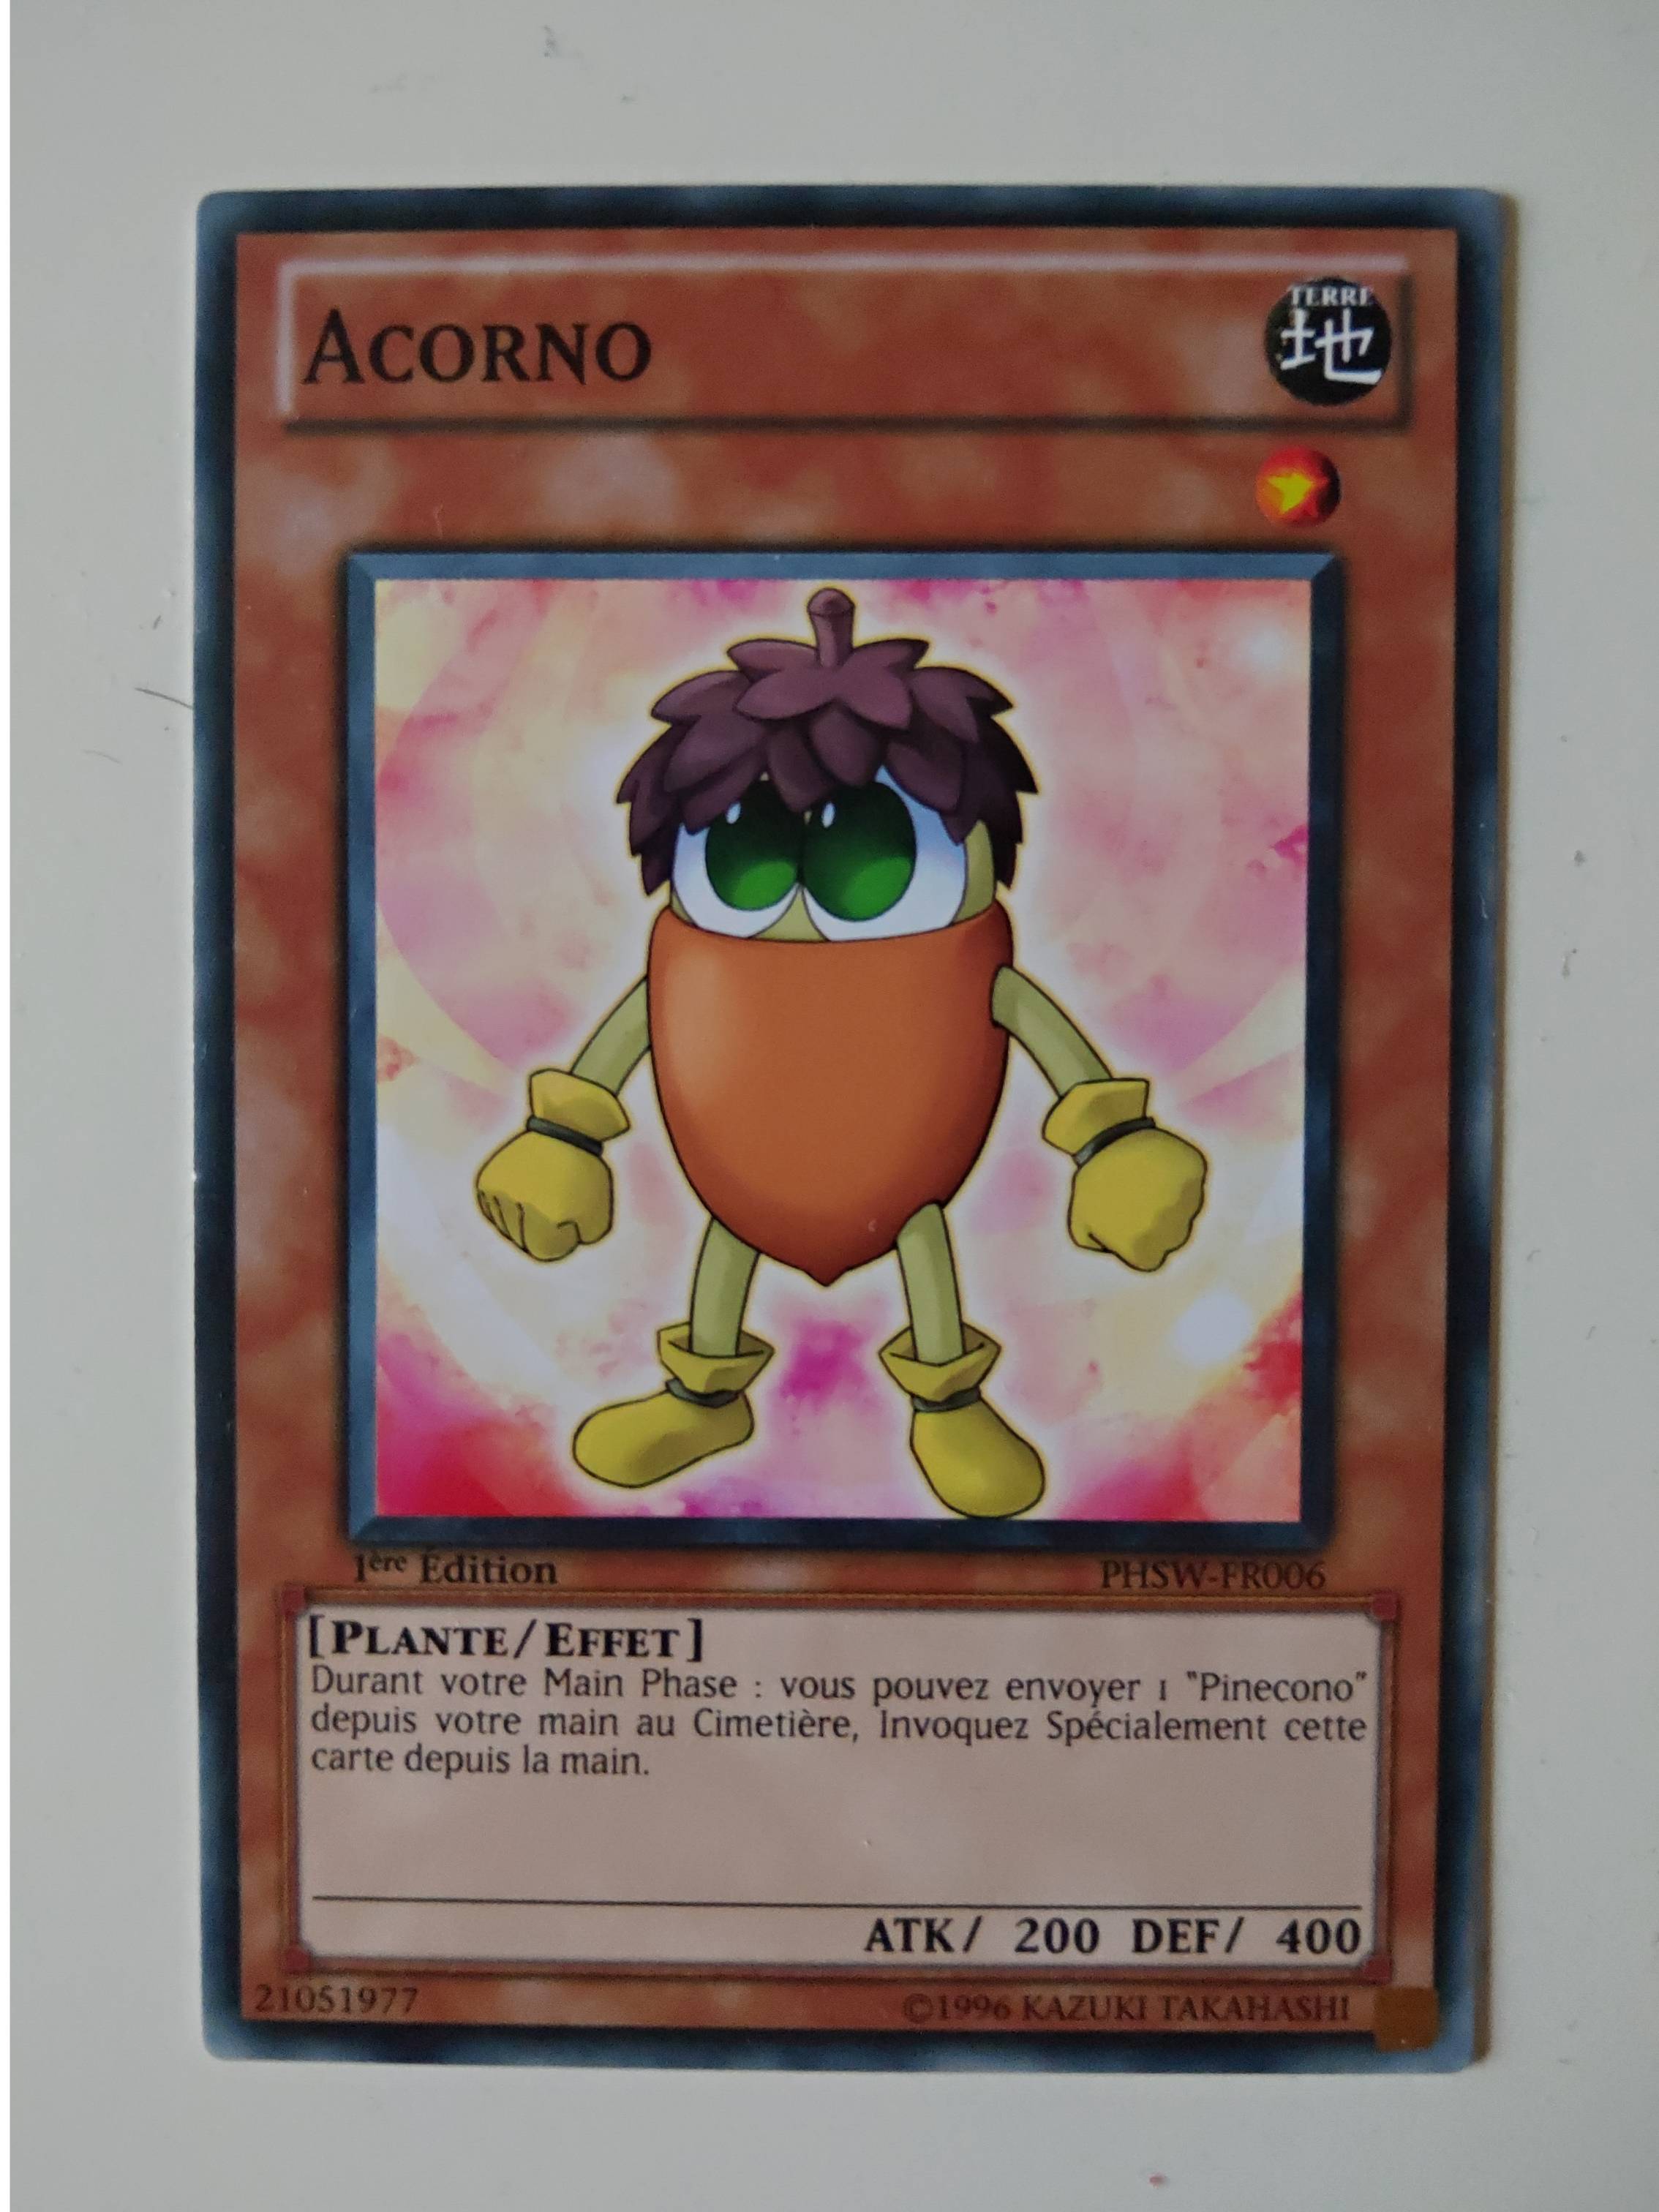 ACORNO
TERRE
地
1ère Édition
PHSW-FR006
[PLANTE/EFFET]
Durant votre Main Phase : vous pouvez envoyer 1 "Pinecono"
depuis votre main au Cimetière, Invoquez Spécialement cette
carte depuis la main.
ATK/ 200 DEF/ 400
21051977
©1996 KAZUKI TAKAHASHI